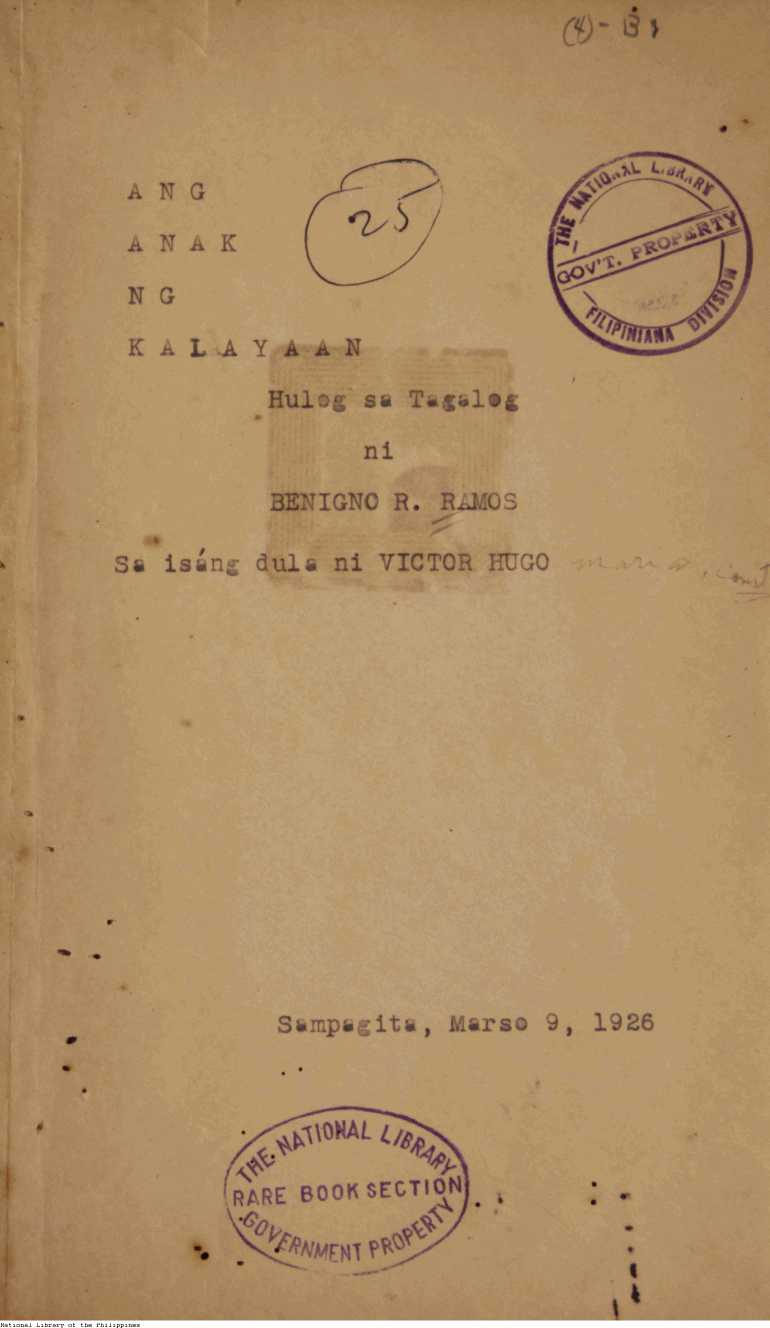 (4) - B
25
THE NATIONAL LIBRARY
GOV'T. PROPERTY
FILIPINIANA DIVISION
ANG
ANAK
NG
KALAYAAN
Hulog sa Tagalog
ni
BENIGNO R. RAMOS
Sa isáng dula ni VICTOR HUGO
Sampagita, Marso 9, 1926
THE NATIONAL LIBRARY
RARE BOOK SECTION
GOVERNMENT PROPERTY
National Library of the Philippines